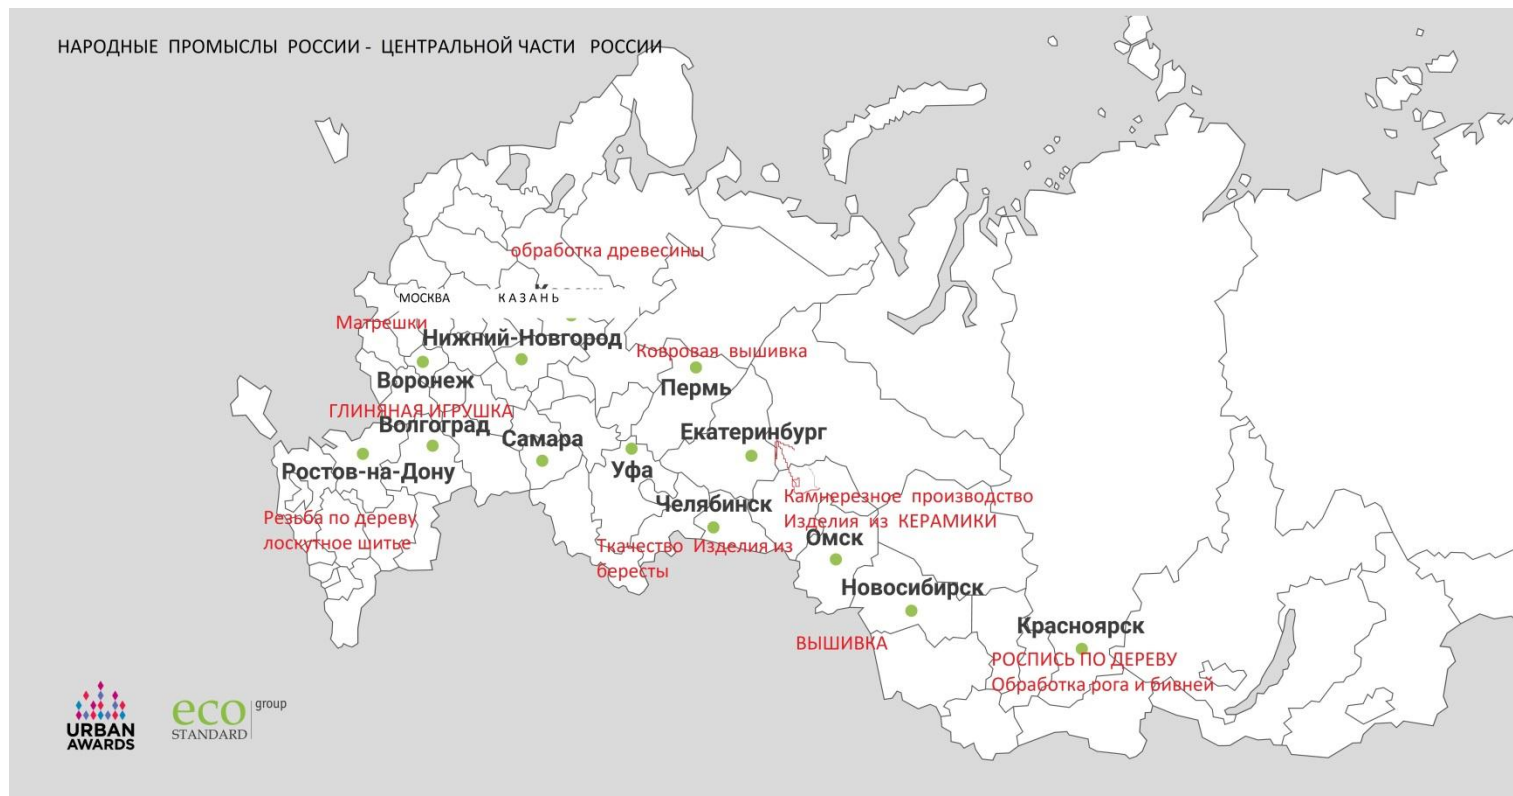 НАРОДНЫЕ ПРОМЫСЛЫ РОССИИ - ЦЕНТРАЛЬНОЙ ЧАСТИ РОССИИ
обработка древесины
МОСКВА
К А З А Н Ь
Матрешки
Нижний-Новгород
Ковровая вышивка
Воронеж
Пермь
ГЛИНЯНАЯ ИГРУШКА
Волгоград
Самара
Екатеринбург
Ростов-на-Дону
Уфа
Челябинск
Камнерезное производство
Изделия из КЕРАМИКИ
Резьба по дереву
лоскутное шитье
Омск
Ткачество Изделия из
бересты
Новосибирск
Красноярск
ВЫШИВКА
РОСПИСЬ ПО ДЕРЕВУ
Обработка рога и бивней
URBAN
AWARDS
eco group
STANDARD